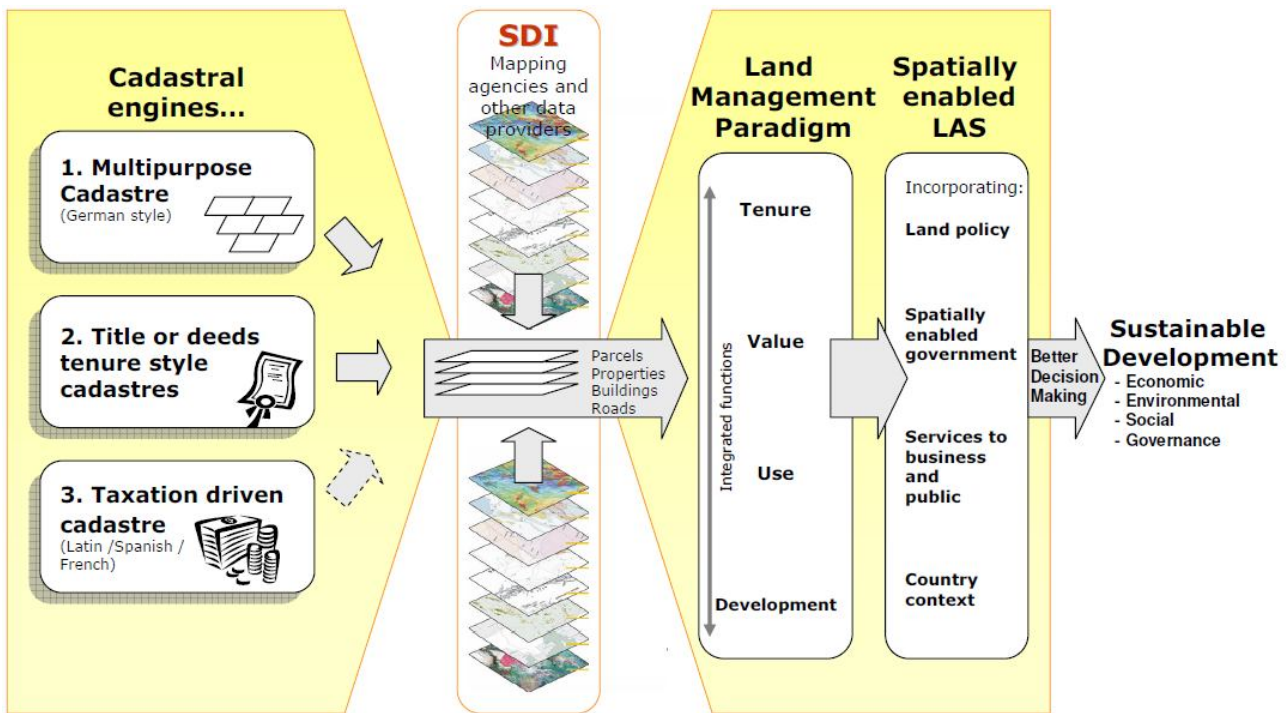 Cadastral
engines...
1. Multipurpose
Cadastre
(German style)
2. Title or deeds
tenure style
cadastres
3. Taxation driven
cadastre
(Latin /Spanish /
French)
SDI
Mapping
agencies and
other data
providers
Parcels
Properties
Buildings
Roads
Land
Management
Paradigm
Integrated functions
Tenure
Value
Use
Development
Spatially
enabled
LAS
Incorporating:
Land policy
Spatially
enabled
government
Services to
business
and
public
Country
context
Better
Decision
Making
Sustainable
Development
- Economic
- Environmental
- Social
- Governance